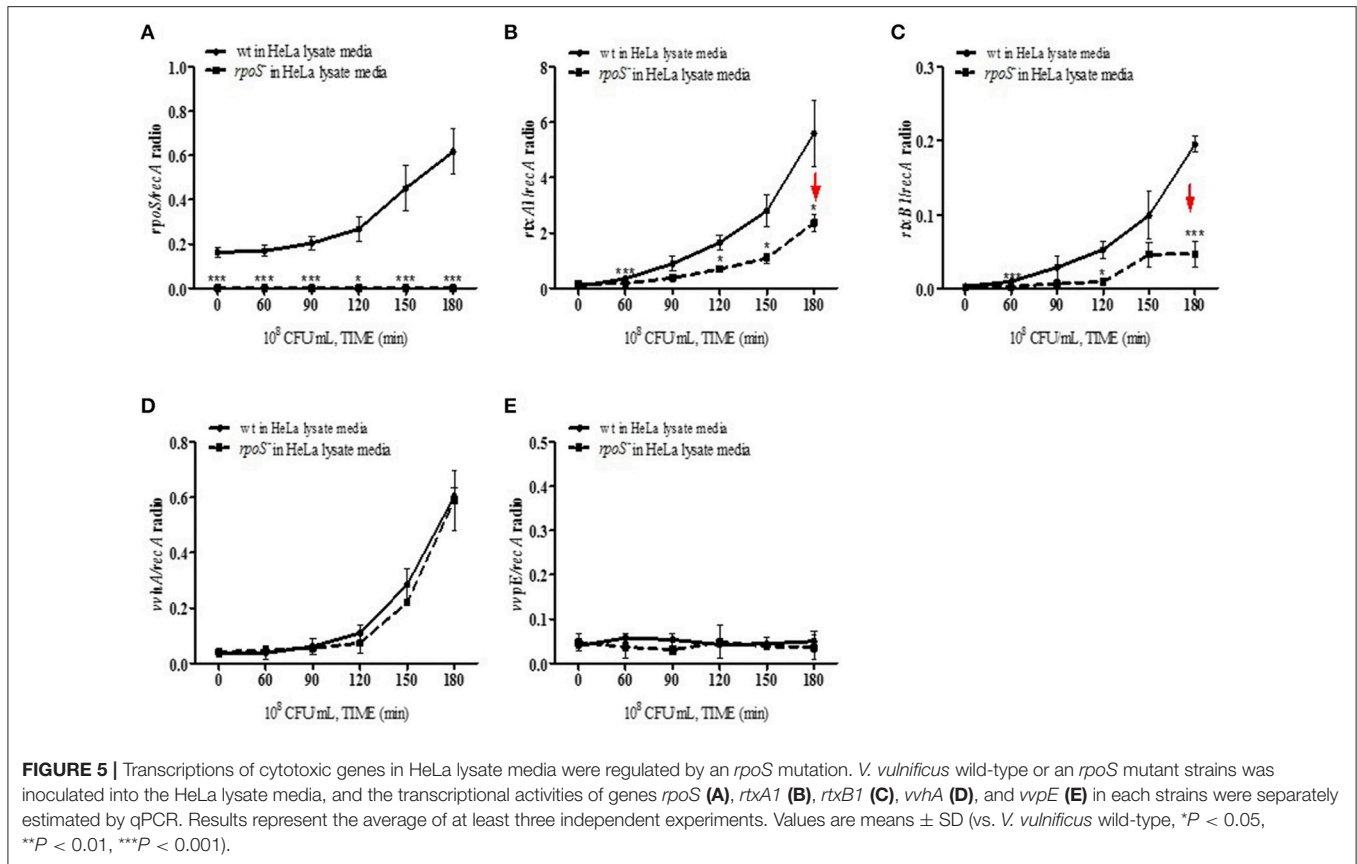 A
wt in HeLa lysate media
rpoS⁻ in HeLa lysate media
rpoS/recA radio
1.0
0.8
0.6
0.4
0.2
0.0
*** *** *** * *** ***
0 60 90 120 150 180
10⁸ CFU/mL, TIME (min)
B
wt in HeLa lysate media
rpoS⁻ in HeLa lysate media
rtxA1/recA radio
8
6
4
2
0
*** * * *
0 60 90 120 150 180
10⁸ CFU/mL, TIME (min)
C
wt in HeLa lysate media
rpoS⁻ in HeLa lysate media
rtxB1/recA radio
0.3
0.2
0.1
0.0
*** * ***
0 60 90 120 150 180
10⁸ CFU/mL, TIME (min)
D
wt in HeLa lysate media
rpoS⁻ in HeLa lysate media
vvhA/recA radio
0.8
0.6
0.4
0.2
0.0
0 60 90 120 150 180
10⁸ CFU/mL, TIME (min)
E
wt in HeLa lysate media
rpoS⁻ in HeLa lysate media
vvpE/recA radio
0.5
0.4
0.3
0.2
0.1
0.0
0 60 90 120 150 180
10⁸ CFU/mL, TIME (min)
FIGURE 5 | Transcriptions of cytotoxic genes in HeLa lysate media were regulated by an rpoS mutation. V. vulnificus wild-type or an rpoS mutant strains was
inoculated into the HeLa lysate media, and the transcriptional activities of genes rpoS (A), rtxA1 (B), rtxB1 (C), vvhA (D), and vvpE (E) in each strains were separately
estimated by qPCR. Results represent the average of at least three independent experiments. Values are means ± SD (vs. V. vulnificus wild-type, *P < 0.05,
**P < 0.01, ***P < 0.001).